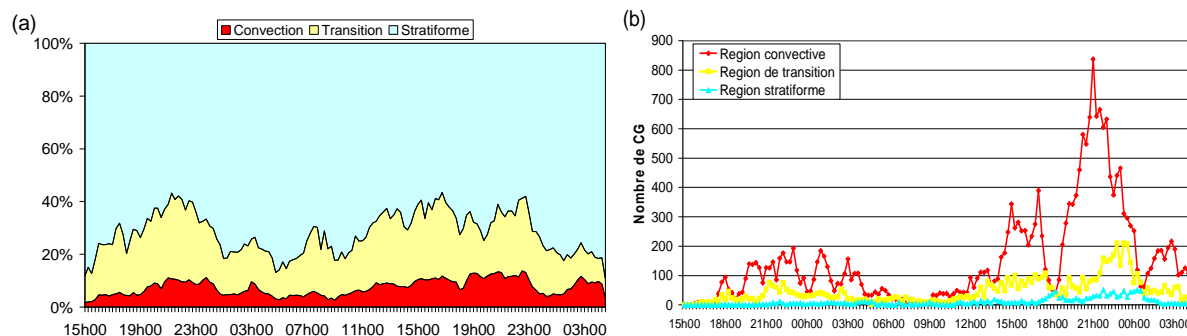 (a)
Convection Transition Stratiforme
100%
80%
60%
40%
20%
0%
15h00 19h00 23h00 03h00 07h00 11h00 15h00 19h00 23h00 03h00
(b)
Nombre de CG
900
800
700
600
500
400
300
200
100
0
Region convective
Region de transition
Region stratiforme
15h00 18h00 21h00 00h00 03h00 06h00 09h00 12h00 15h00 18h00 21h00 00h00 03h00